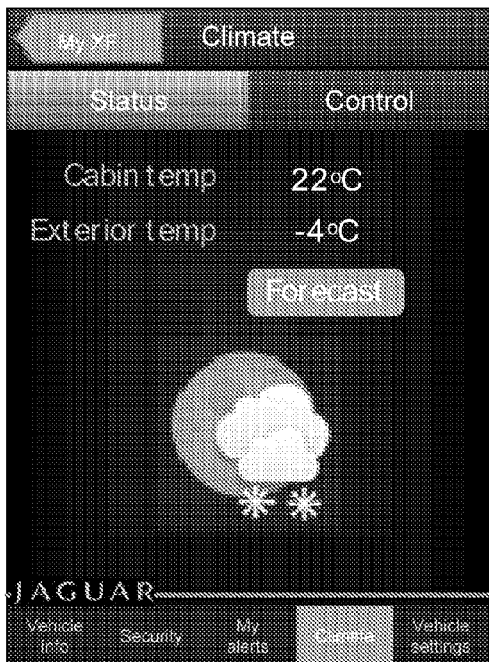 My XF
Climate
Status
Control
Cabin temp
22°C
Exterior temp
-4°C
Forecast
JAGUAR
Vehicle info
Security
My alerts
Climate
Vehicle settings